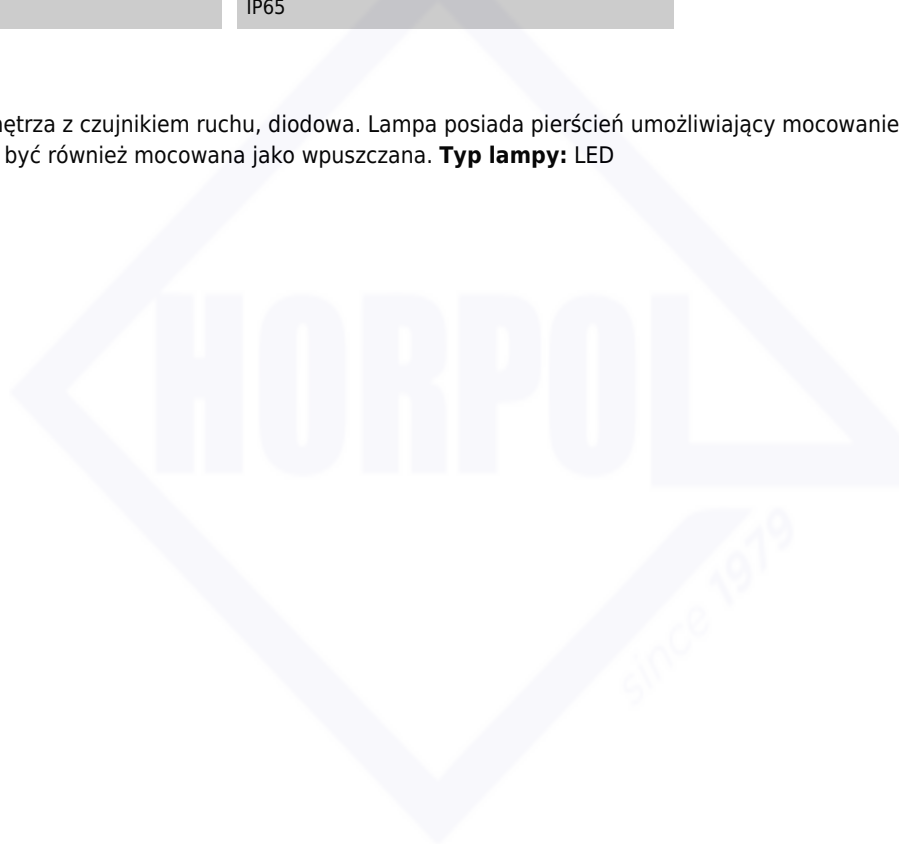 IP65
nętrza z czujnikiem ruchu, diodowa. Lampa posiada pierścień umożliwiający mocowanie
być również mocowana jako wpuszczana. Typ lampy: LED
HORPOL
since 1979